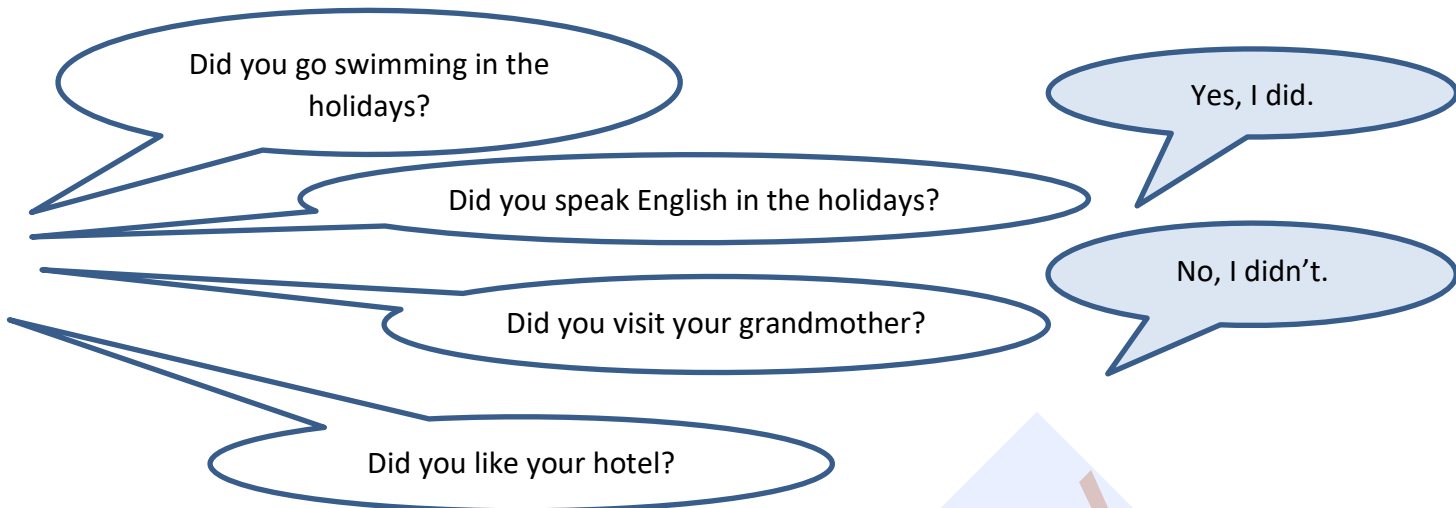 Did you go swimming in the
holidays?
Yes, I did.
Did you speak English in the holidays?
No, I didn’t.
Did you visit your grandmother?
Did you like your hotel?